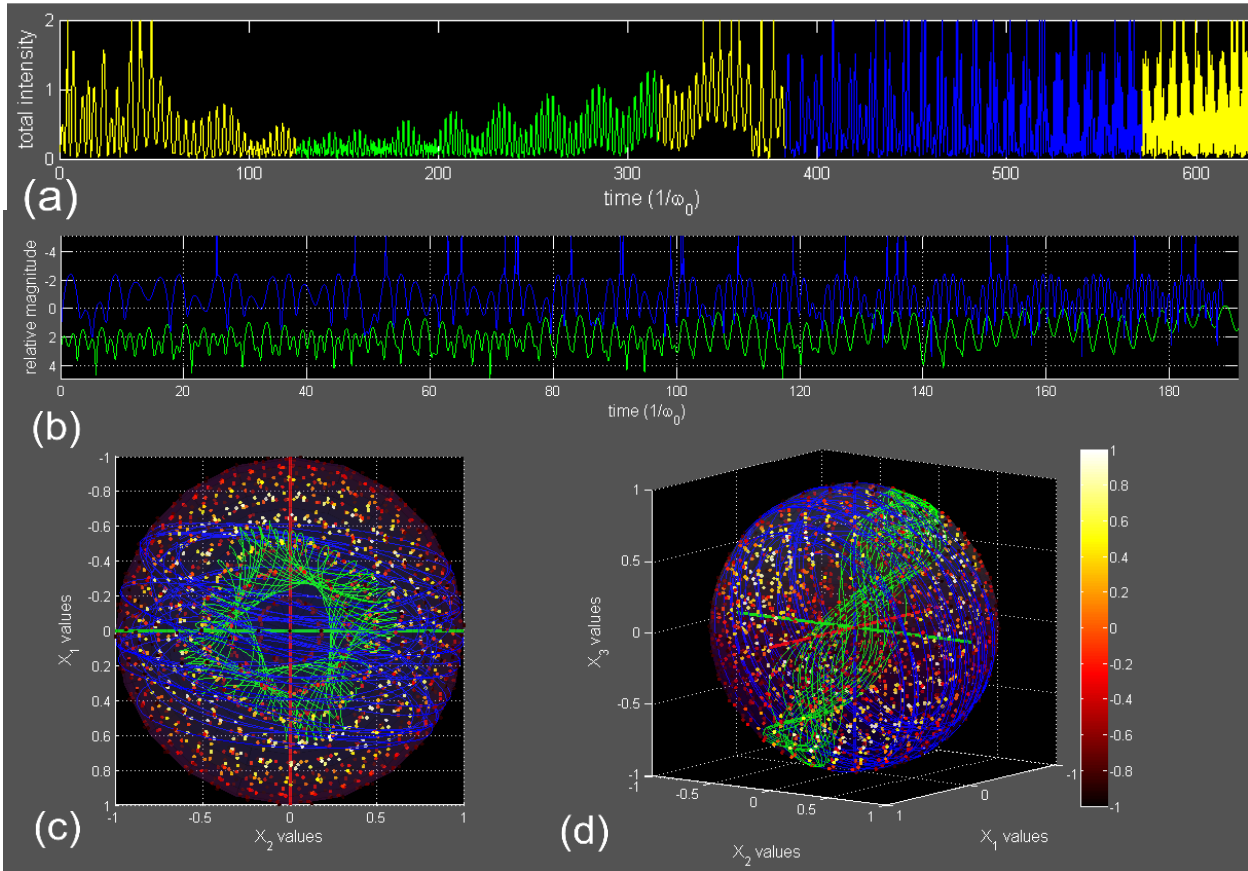 total intensity
2
1
0
0 100 200 300 400 500 600
time (1/ω₀)
(a)
relative magnitude
-4
-2
0
2
4
0 20 40 60 80 100 120 140 160 180
time (1/ω₀)
(b)
X₁ values
-1
-0.8
-0.6
-0.4
-0.2
0
0.2
0.4
0.6
0.8
1
-1 -0.5 0 0.5 1
X₂ values
(c)
X₃ values
1
0.5
0
-0.5
-1
-0.5
0
0.5
1
X₂ values
1
0
-1
X₁ values
(d)
1
0.8
0.6
0.4
0.2
0
-0.2
-0.4
-0.6
-0.8
-1